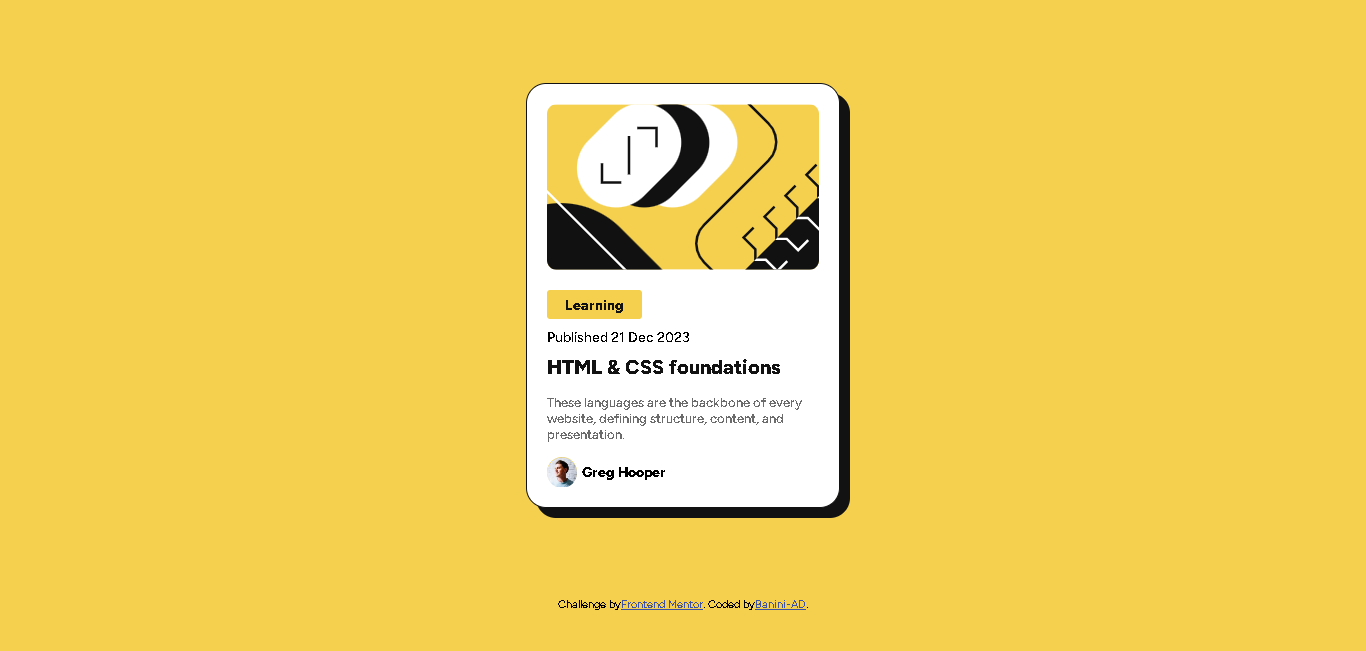 Learning
Published 21 Dec 2023
HTML & CSS foundations
These languages are the backbone of every
website, defining structure, content, and
presentation.
Greg Hooper
Challenge byFrontend Mentor. Coded byBanini-AD.